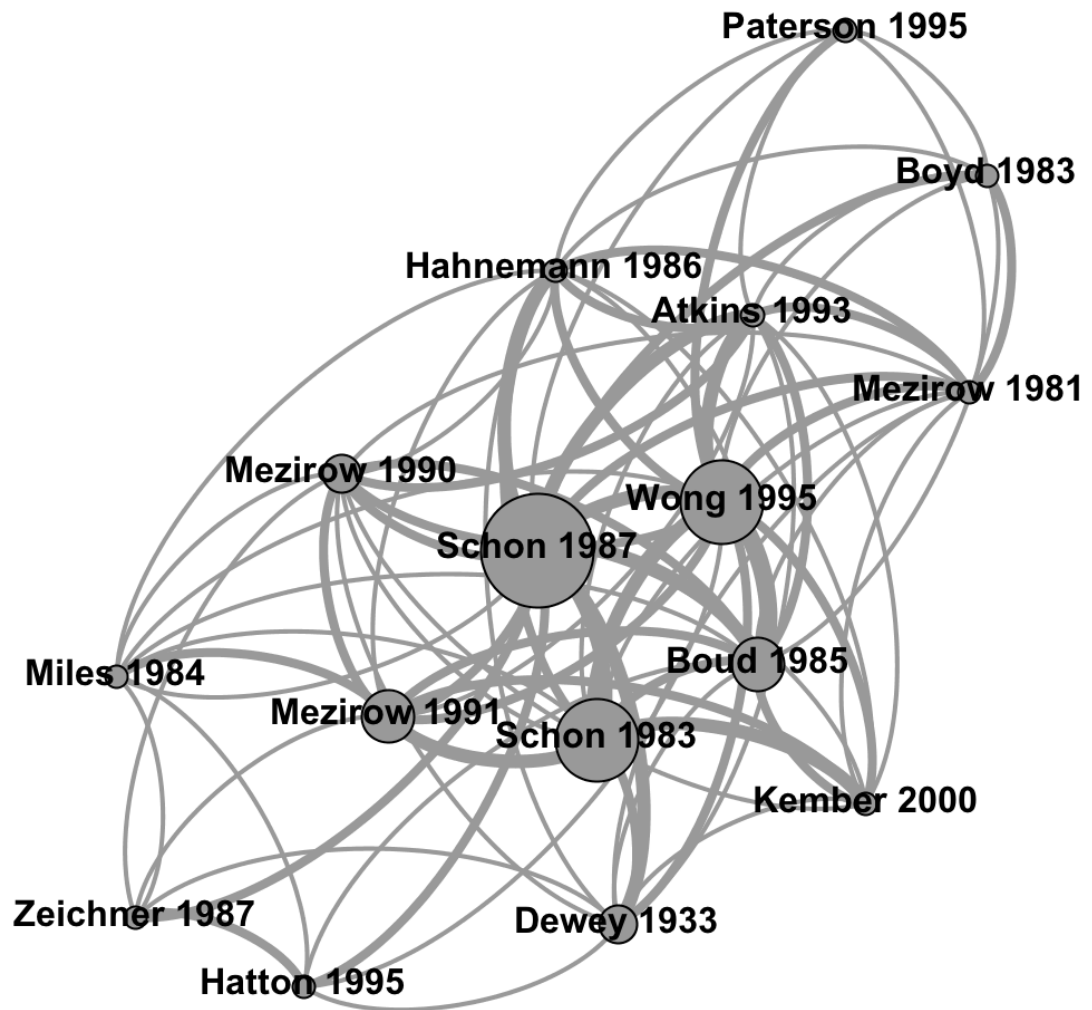 Paterson 1995
Boyd 1983
Hahnemann 1986
Atkins 1993
Mezirow 1981
Mezirow 1990
Wong 1995
Schon 1987
Boud 1985
Miles 1984
Mezirow 1991
Schon 1983
Kember 2000
Zeichner 1987
Dewey 1933
Hatton 1995